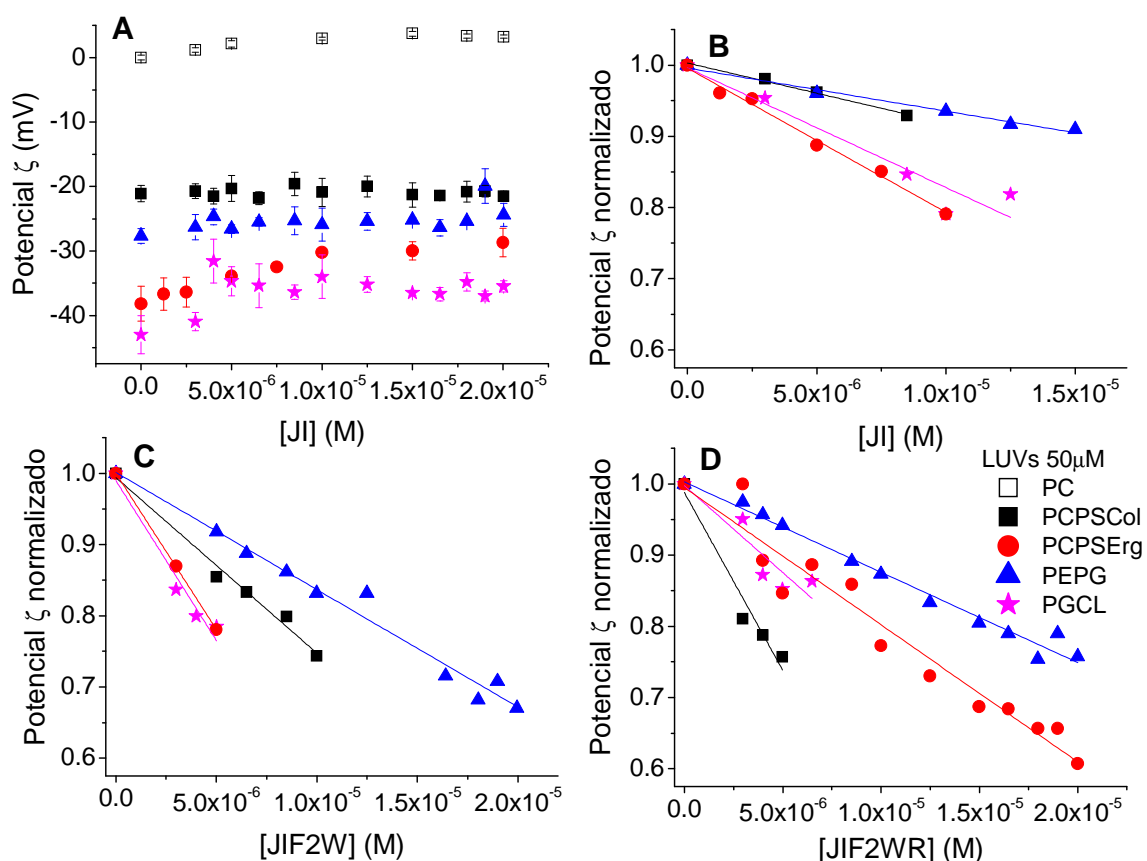 A
Potencial ζ (mV)
0
-10
-20
-30
-40
0.0 5.0x10⁻⁶ 1.0x10⁻⁵ 1.5x10⁻⁵ 2.0x10⁻⁵
[JI] (M)
B
Potencial ζ normalizado
1.0
0.9
0.8
0.7
0.6
0.0 5.0x10⁻⁶ 1.0x10⁻⁵ 1.5x10⁻⁵
[JI] (M)
C
Potencial ζ normalizado
1.0
0.9
0.8
0.7
0.6
0.0 5.0x10⁻⁶ 1.0x10⁻⁵ 1.5x10⁻⁵ 2.0x10⁻⁵
[JIF2W] (M)
D
Potencial ζ normalizado
1.0
0.9
0.8
0.7
0.6
0.0 5.0x10⁻⁶ 1.0x10⁻⁵ 1.5x10⁻⁵ 2.0x10⁻⁵
[JIF2WR] (M)
LUVs 50μM
PC
PCPSCol
PCPSErg
PEPG
PGCL